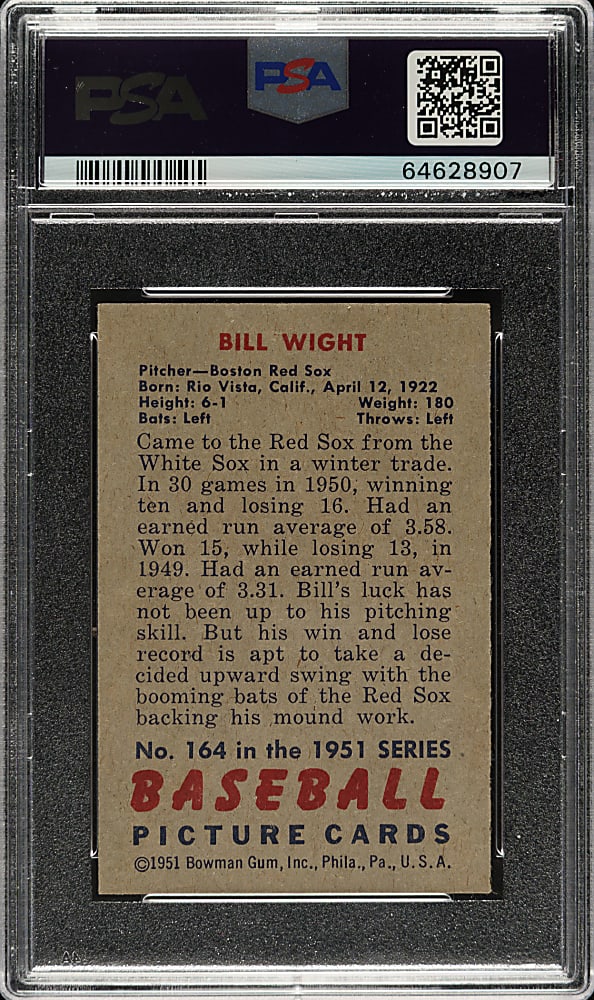 PSA
PSA
64628907
BILL WIGHT
Pitcher—Boston Red Sox
Born: Rio Vista, Calif., April 12, 1922
Height: 6-1 Weight: 180
Bats: Left Throws: Left
Came to the Red Sox from the
White Sox in a winter trade.
In 30 games in 1950, winning
ten and losing 16. Had an
earned run average of 3.58.
Won 15, while losing 13, in
1949. Had an earned run av-
erage of 3.31. Bill's luck has
not been up to his pitching
skill. But his win and lose
record is apt to take a de-
cided upward swing with the
booming bats of the Red Sox
backing his mound work.
No. 164 in the 1951 SERIES
BASEBALL
PICTURE CARDS
©1951 Bowman Gum, Inc., Phila., Pa., U.S.A.